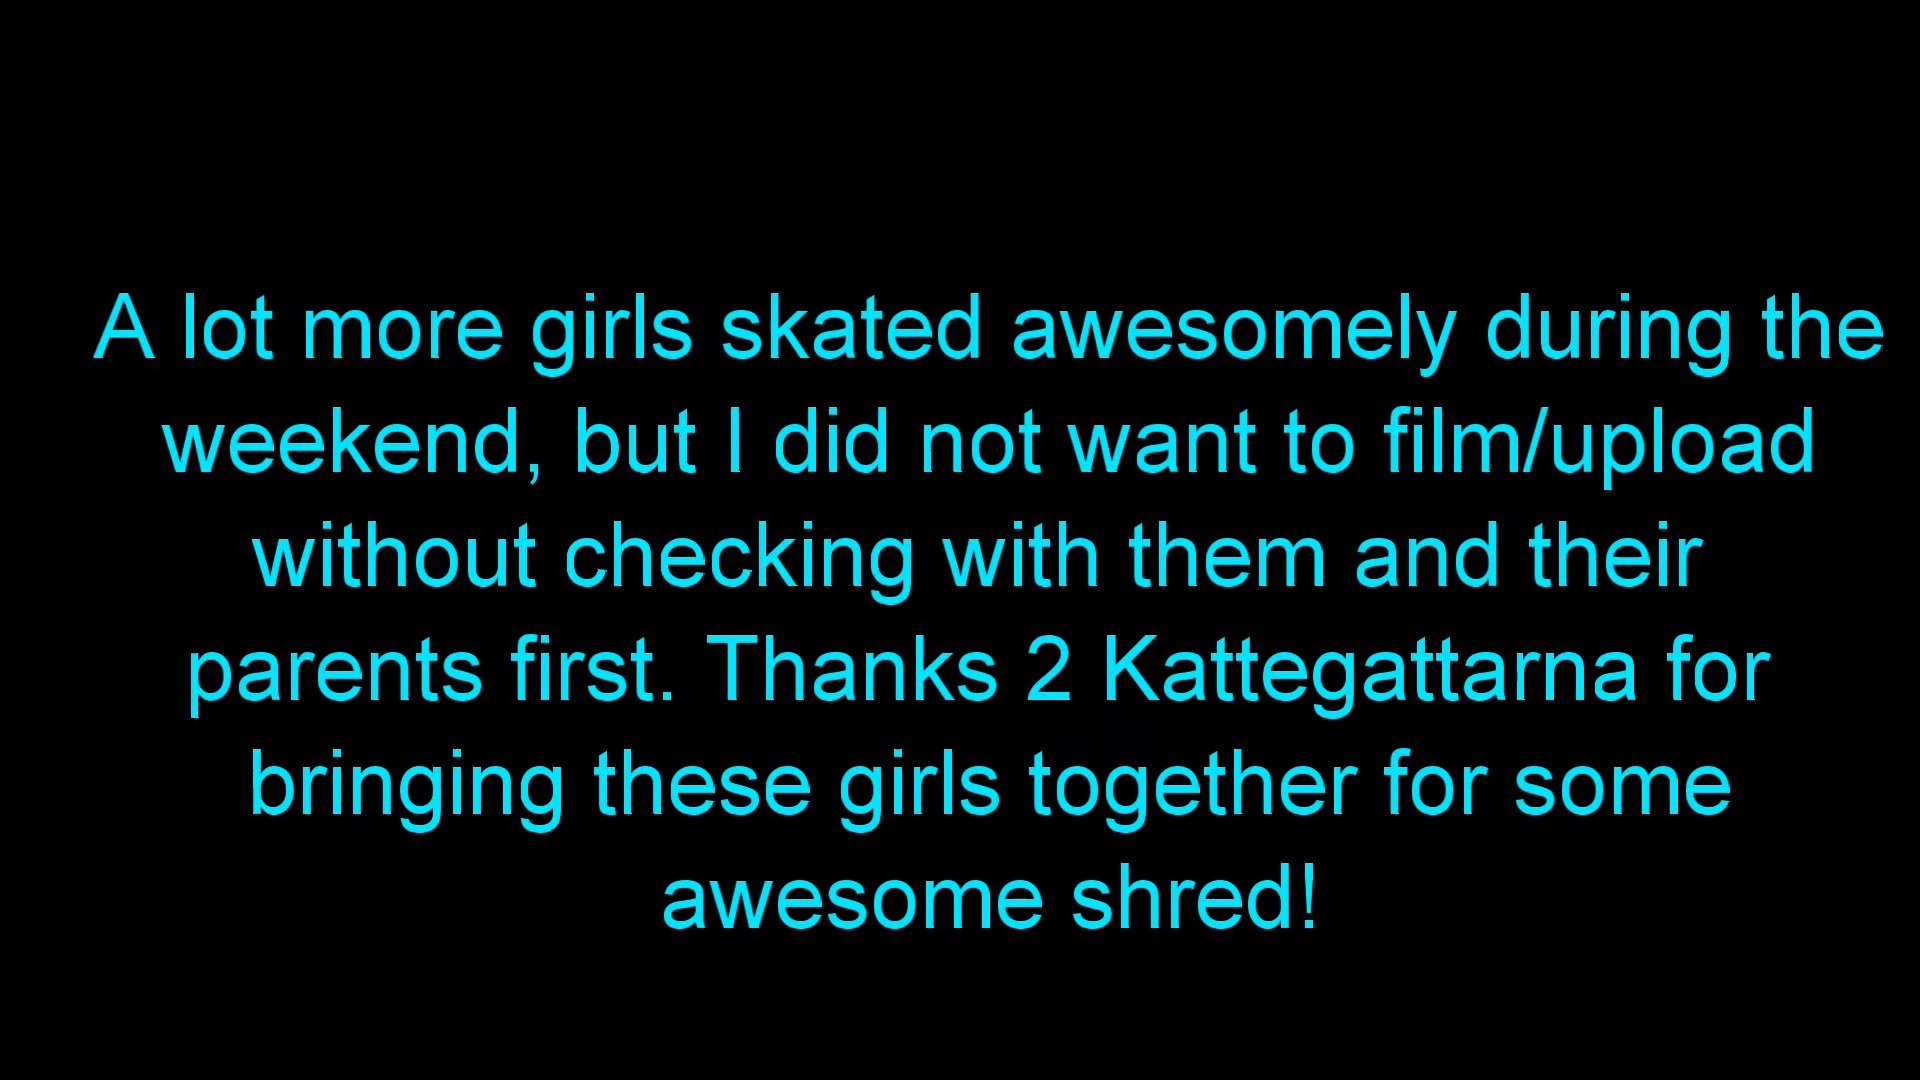 A lot more girls skated awesomely during the
weekend, but I did not want to film/upload
without checking with them and their
parents first. Thanks 2 Kattegattarna for
bringing these girls together for some
awesome shred!